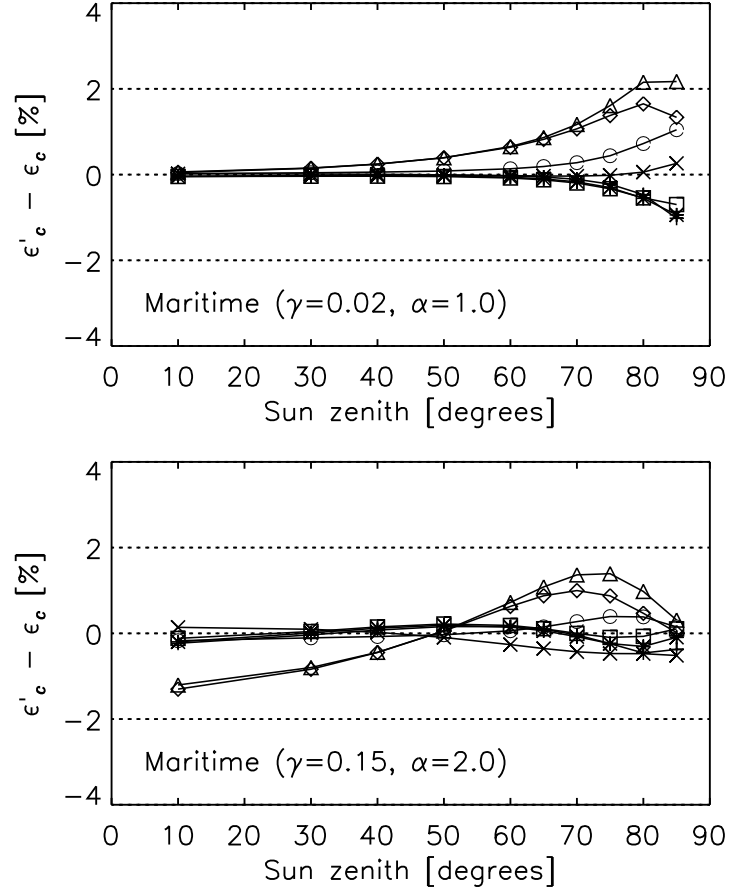 4
2
0
−2
−4
ϵ'c − ϵc [%]
Maritime (γ=0.02, α=1.0)
0 10 20 30 40 50 60 70 80 90
Sun zenith [degrees]
4
2
0
−2
−4
ϵ'c − ϵc [%]
Maritime (γ=0.15, α=2.0)
0 10 20 30 40 50 60 70 80 90
Sun zenith [degrees]